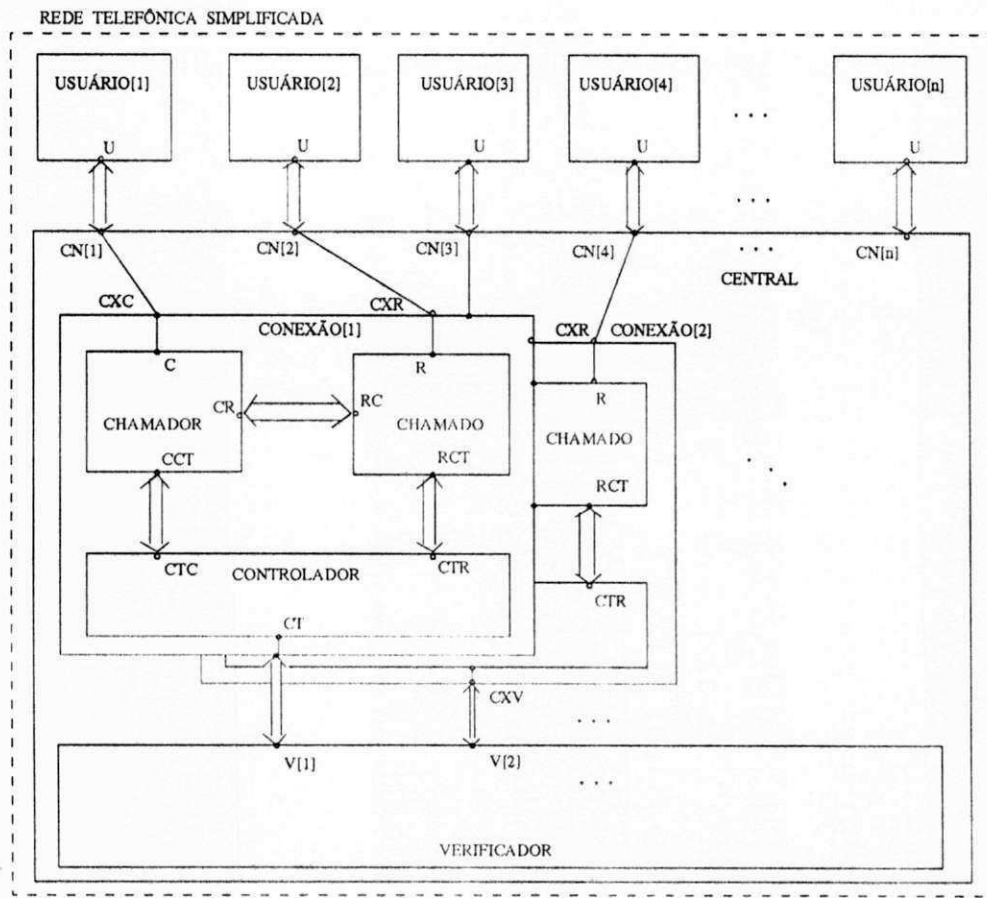 REDE TELEFÔNICA SIMPLIFICADA
USUÁRIO[1] USUÁRIO[2] USUÁRIO[3] USUÁRIO[4] USUÁRIO[n]
. . .
U U U U U
. . .
CN[1] CN[2] CN[3] CN[4] . . . CN[n]
CENTRAL
CXC CXR
CONEXÃO[1] CXR CONEXÃO[2]
C R
R
CR RC
CHAMADOR CHAMADO CHAMADO
CCT RCT
RCT
. . .
CTC CONTROLADOR CTR
CTR
CT
CXV
. . .
V[1] V[2]
. . .
VERIFICADOR